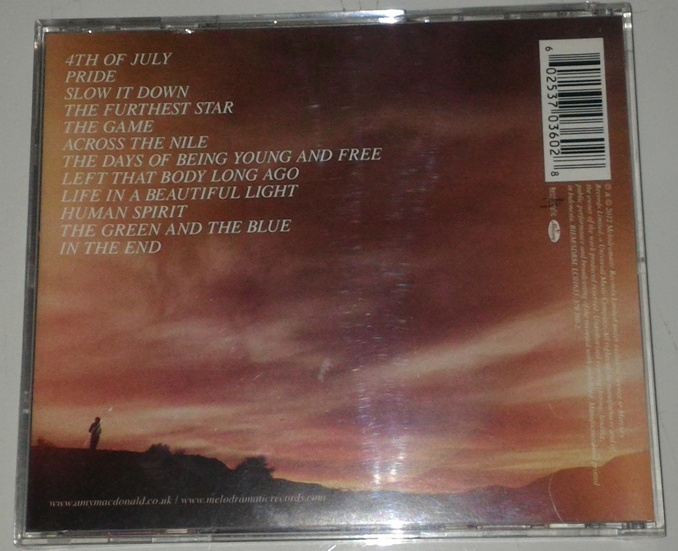 4TH OF JULY
PRIDE
SLOW IT DOWN
THE FURTHEST STAR
THE GAME
ACROSS THE NILE
THE DAYS OF BEING YOUNG AND FREE
LEFT THAT BODY LONG AGO
LIFE IN A BEAUTIFUL LIGHT
HUMAN SPIRIT
THE GREEN AND THE BLUE
IN THE END
6 02537 03602 8
www.amymacdonald.co.uk / www.melodramaticrecords.com